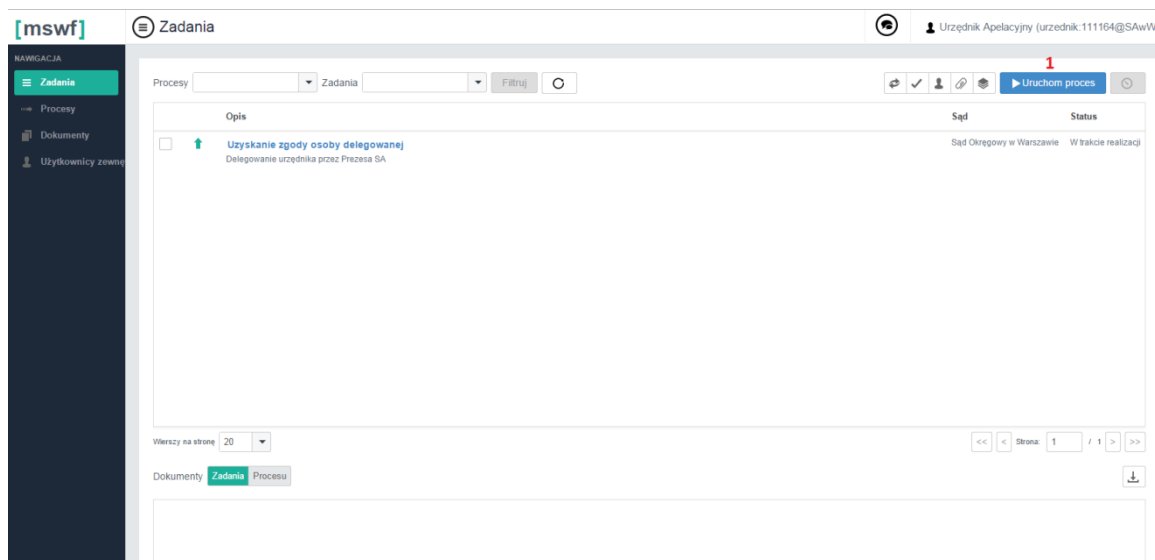 [mswf]
Zadania
Urzędnik Apelacyjny (urzednik:111164@SAwW
NAWIGACJA
Zadania
Procesy
Dokumenty
Użytkownicy zewnę
1
Procesy Zadania Filtruj Uruchom proces
Opis Sąd Status
Uzyskanie zgody osoby delegowanej Sąd Okręgowy w Warszawie W trakcie realizacji
Delegowanie urzędnika przez Prezesa SA
Wierszy na stronę 20 << < Strona: 1 / 1 > >>
Dokumenty Zadania Procesu